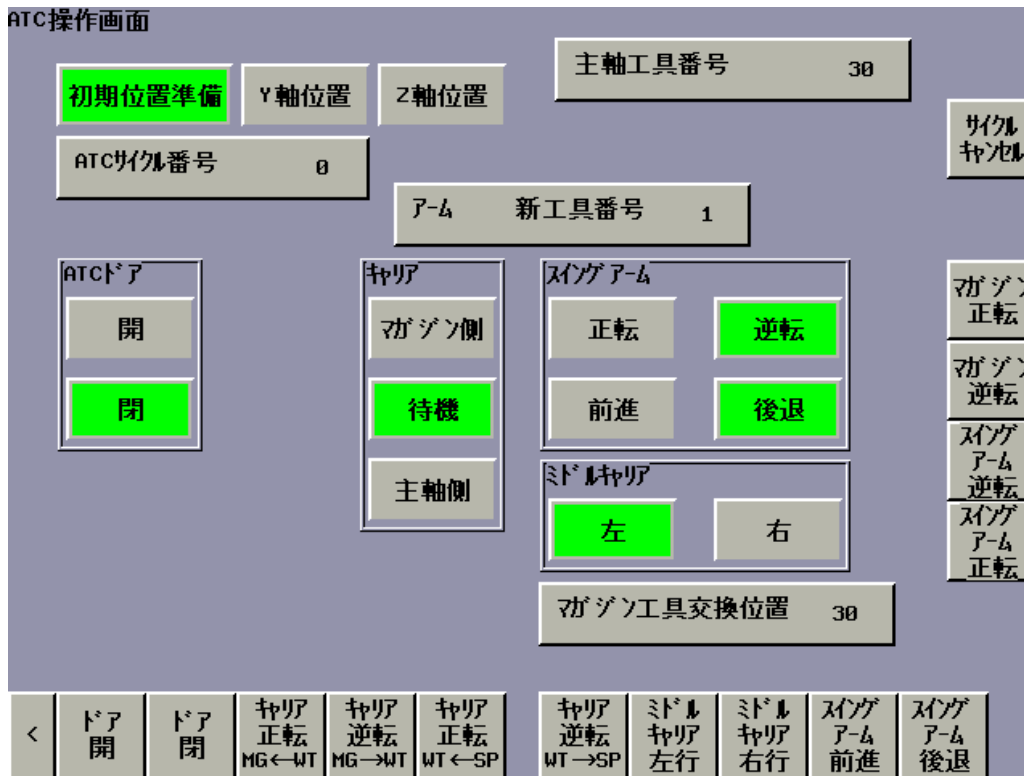 ATC操作画面
主軸工具番号 30
初期位置準備 Y軸位置 Z軸位置
サイクル
キャンセル
ATCサイクル番号 0
アーム 新工具番号 1
ATCドア
開
閉
キャリア
マガジン側
待機
主軸側
スイングアーム
正転 逆転
前進 後退
ミドルキャリア
左 右
マガジン工具交換位置 30
マガジン
正転
マガジン
逆転
スイング
アーム
逆転
スイング
アーム
正転
<
ドア
開
ドア
閉
キャリア
正転
MG←WT
キャリア
逆転
MG→WT
キャリア
正転
WT←SP
キャリア
逆転
WT→SP
ミドル
キャリア
左行
ミドル
キャリア
右行
スイング
アーム
前進
スイング
アーム
後退